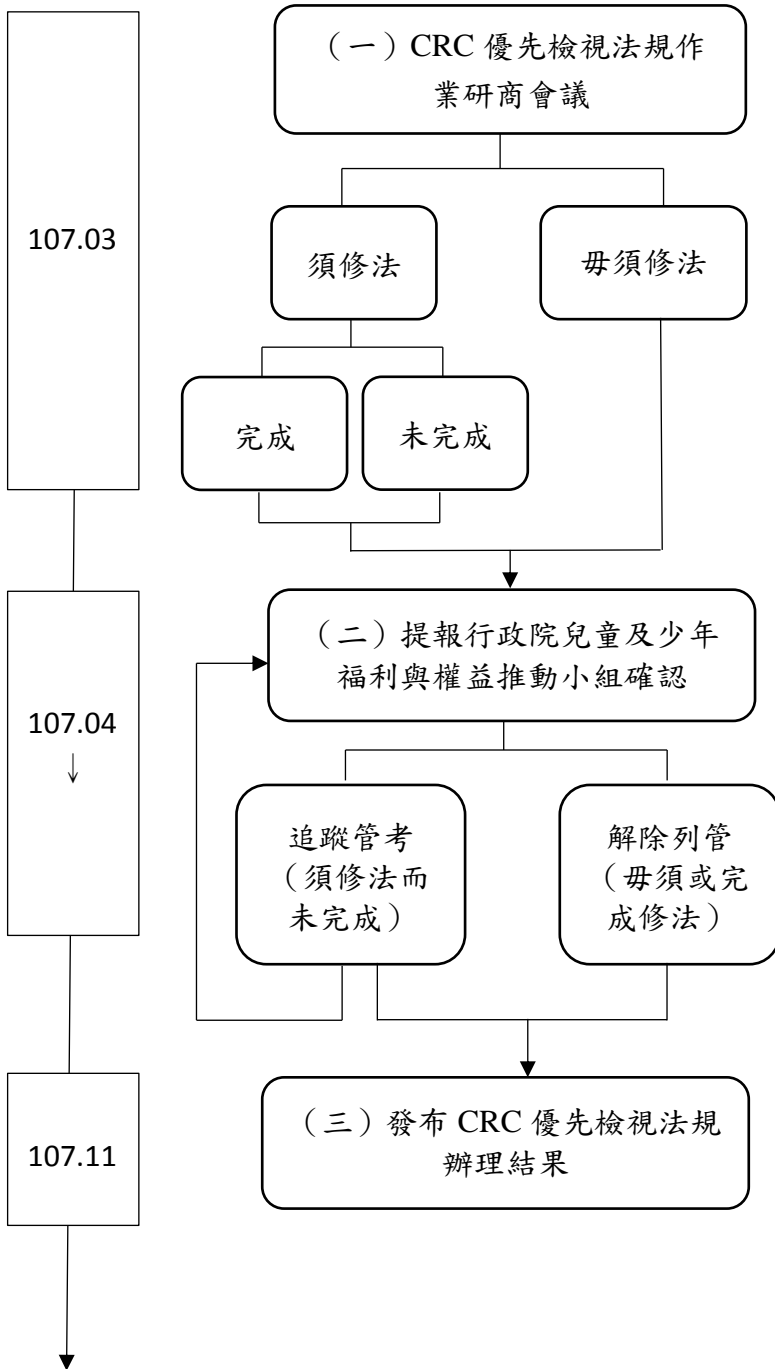 （一）CRC 優先檢視法規作
業研商會議
107.03
須修法
毋須修法
完成
未完成
（二）提報行政院兒童及少年
福利與權益推動小組確認
107.04
↓
追蹤管考
（須修法而
未完成）
解除列管
（毋須或完
成修法）
107.11
（三）發布 CRC 優先檢視法規
辦理結果